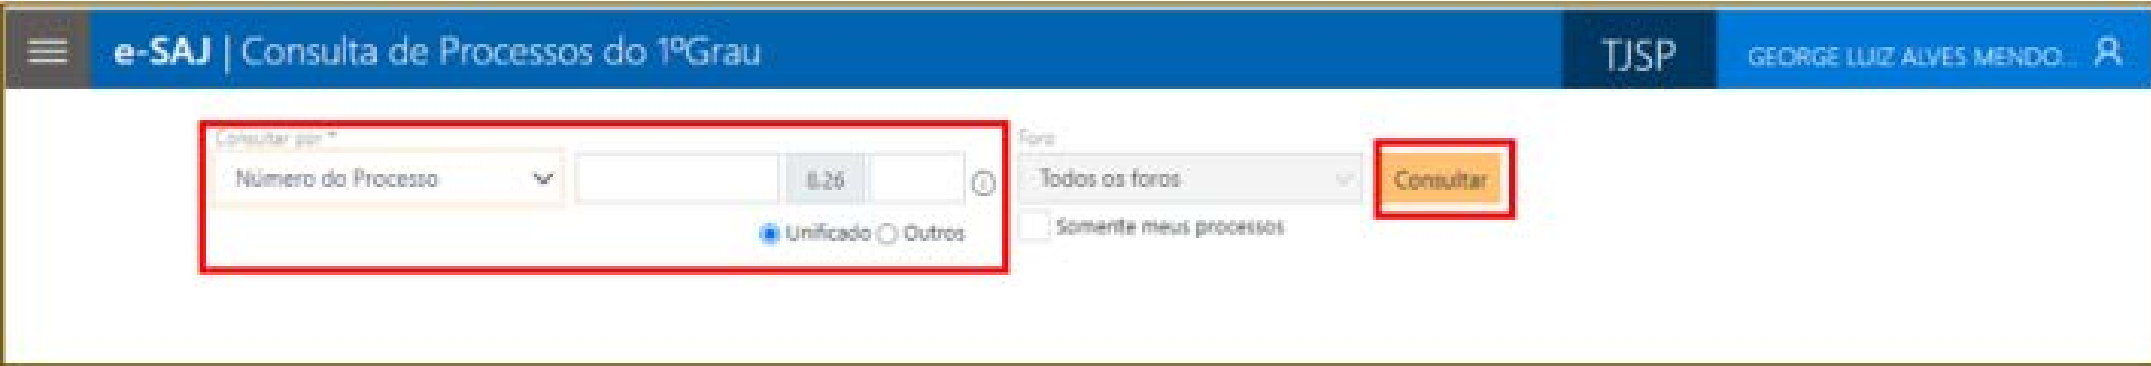 e-SAJ | Consulta de Processos do 1ºGrau
TJSP
GEORGE LUIZ ALVES MENDO...
Consultar por *
Número do Processo
8.26
Unificado
Outros
Foro
Todos os foros
Somente meus processos
Consultar